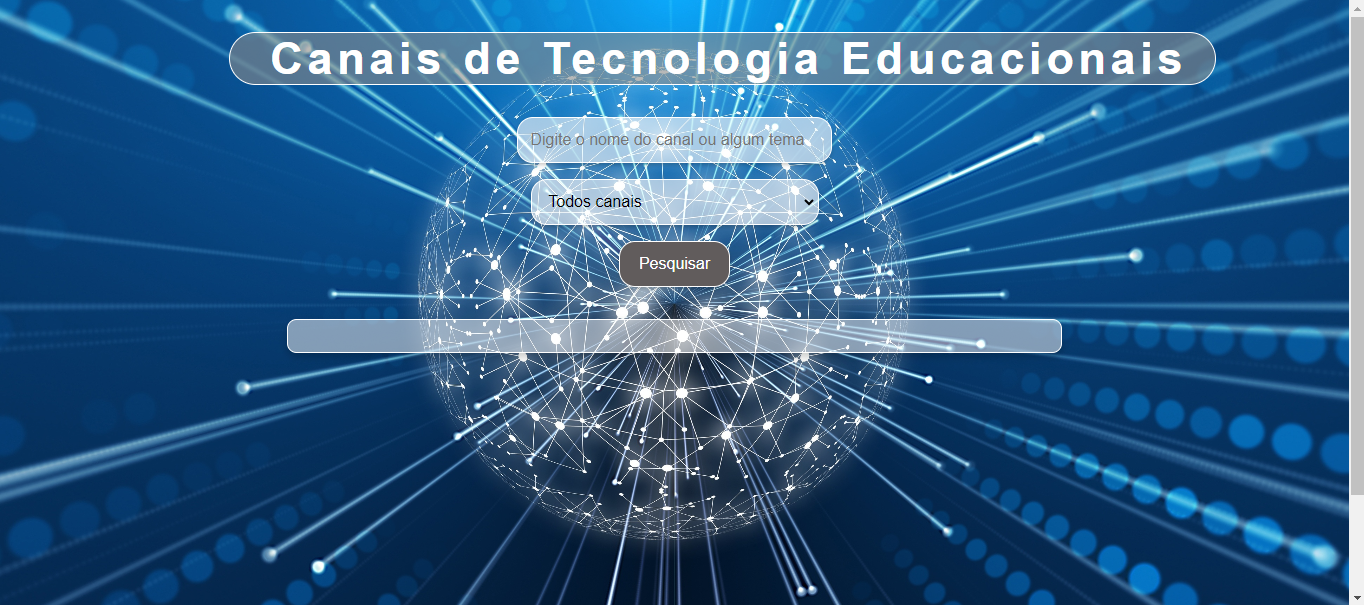 Canais de Tecnologia Educacionais
Digite o nome do canal ou algum tema
Todos canais
Pesquisar